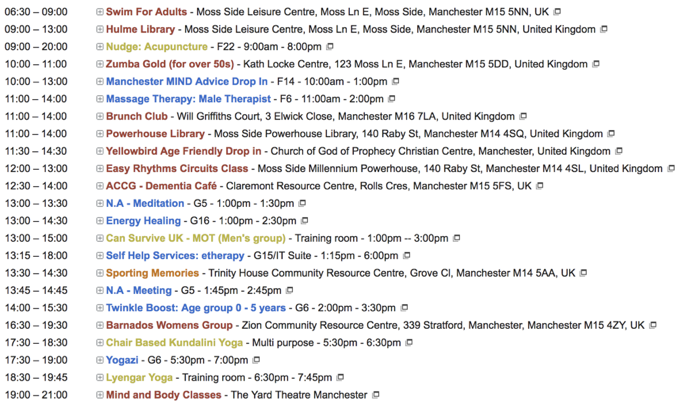 06:30 – 09:00 Swim For Adults - Moss Side Leisure Centre, Moss Ln E, Moss Side, Manchester M15 5NN, UK
09:00 – 13:00 Hulme Library - Moss Side Leisure Centre, Moss Ln E, Moss Side, Manchester M15 5NN, United Kingdom
09:00 – 20:00 Nudge: Acupuncture - F22 - 9:00am - 8:00pm
10:00 – 11:00 Zumba Gold (for over 50s) - Kath Locke Centre, 123 Moss Ln E, Manchester M15 5DD, United Kingdom
10:00 – 13:00 Manchester MIND Advice Drop In - F14 - 10:00am - 1:00pm
11:00 – 14:00 Massage Therapy: Male Therapist - F6 - 11:00am - 2:00pm
11:00 – 14:00 Brunch Club - Will Griffiths Court, 3 Elwick Close, Manchester M16 7LA, United Kingdom
11:00 – 14:00 Powerhouse Library - Moss Side Powerhouse Library, 140 Raby St, Manchester M14 4SQ, United Kingdom
11:30 – 14:30 Yellowbird Age Friendly Drop in - Church of God of Prophecy Christian Centre, Manchester, United Kingdom
12:00 – 13:00 Easy Rhythms Circuits Class - Moss Side Millennium Powerhouse, 140 Raby St, Manchester M14 4SL, United Kingdom
12:30 – 14:00 ACCG - Dementia Café - Claremont Resource Centre, Rolls Cres, Manchester M15 5FS, UK
13:00 – 13:30 N.A - Meditation - G5 - 1:00pm - 1:30pm
13:00 – 14:30 Energy Healing - G16 - 1:00pm - 2:30pm
13:00 – 15:00 Can Survive UK - MOT (Men's group) - Training room - 1:00pm -- 3:00pm
13:15 – 18:00 Self Help Services: etherapy - G15/IT Suite - 1:15pm - 6:00pm
13:30 – 14:30 Sporting Memories - Trinity House Community Resource Centre, Grove Cl, Manchester M14 5AA, UK
13:45 – 14:45 N.A - Meeting - G5 - 1:45pm - 2:45pm
14:00 – 15:30 Twinkle Boost: Age group 0 - 5 years - G6 - 2:00pm - 3:30pm
16:30 – 19:30 Barnados Womens Group - Zion Community Resource Centre, 339 Stratford, Manchester, Manchester M15 4ZY, UK
17:30 – 18:30 Chair Based Kundalini Yoga - Multi purpose - 5:30pm - 6:30pm
17:30 – 19:00 Yogazi - G6 - 5:30pm - 7:00pm
18:30 – 19:45 Lyengar Yoga - Training room - 6:30pm - 7:45pm
19:00 – 21:00 Mind and Body Classes - The Yard Theatre Manchester